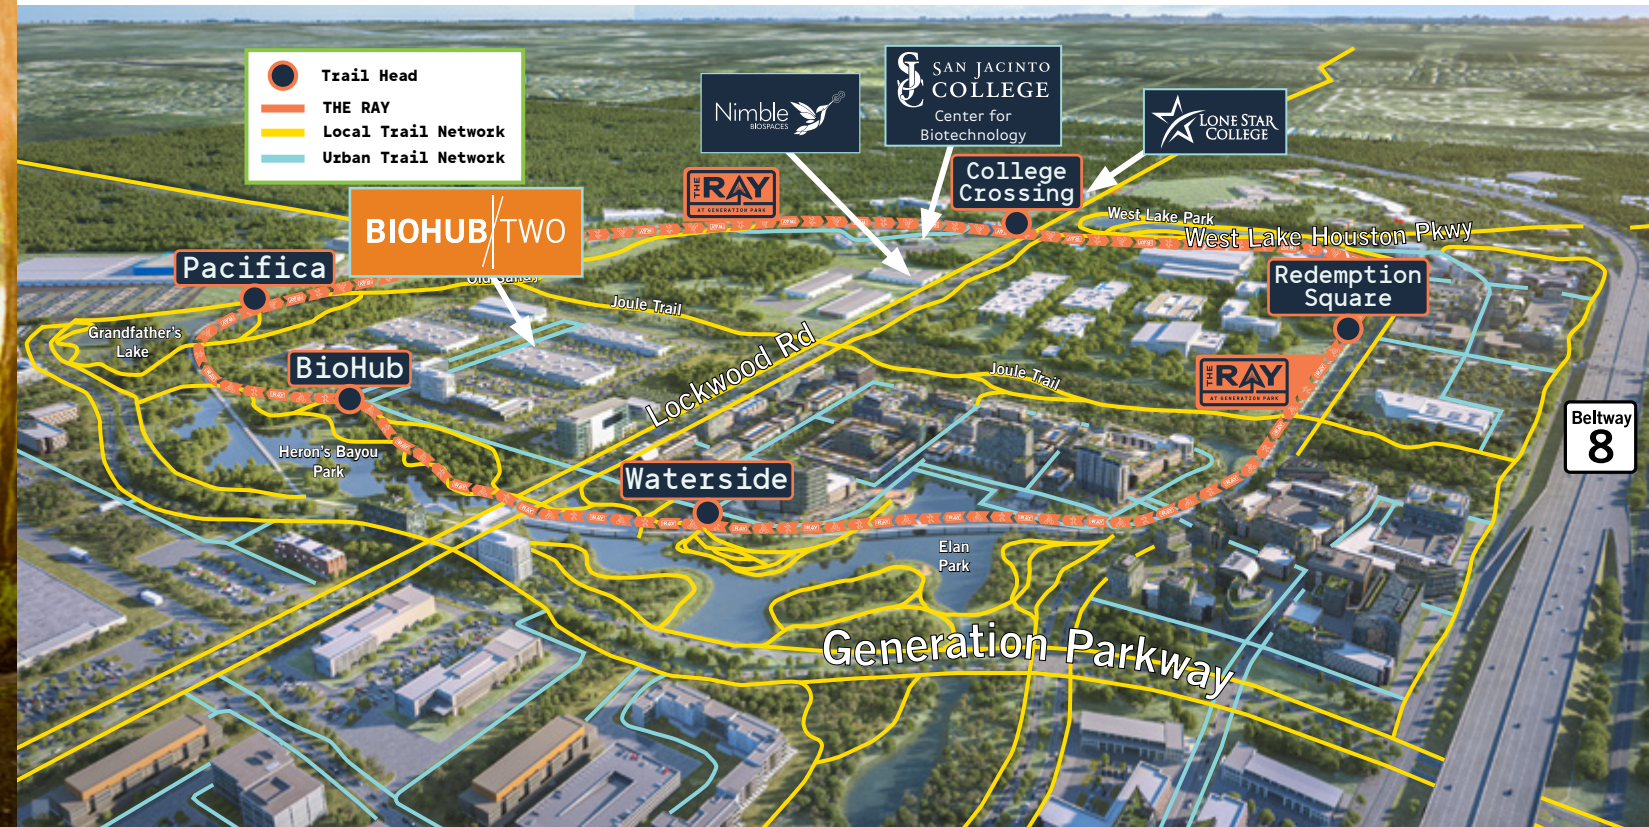 Trail Head
THE RAY
Local Trail Network
Urban Trail Network
Nimble
BIOSPACES
SJC
SAN JACINTO
COLLEGE
Center for
Biotechnology
LONE STAR
COLLEGE
THE RAY
AT GENERATION PARK
College
Crossing
West Lake Park
West Lake Houston Pkwy
BIOHUB/TWO
Pacifica
Redemption
Square
Joule Trail
Grandfather's
Lake
BioHub
Lockwood Rd
Joule Trail
THE RAY
AT GENERATION PARK
Beltway
8
Heron's Bayou
Park
Waterside
Elan
Park
Generation Parkway